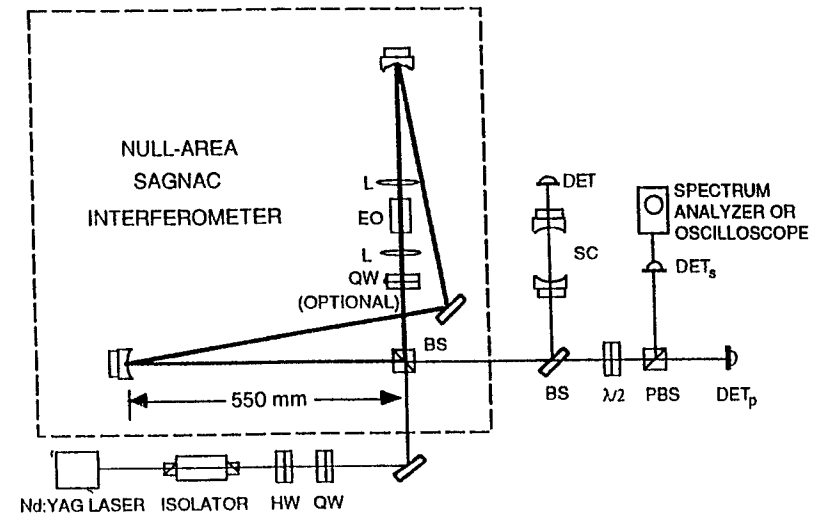 NULL-AREA
SAGNAC
INTERFEROMETER
L
EO
L
QW
(OPTIONAL)
BS
550 mm
DET
SC
SPECTRUM
ANALYZER OR
OSCILLOSCOPE
DETs
BS
λ/2
PBS
DETp
Nd:YAG LASER
ISOLATOR
HW
QW